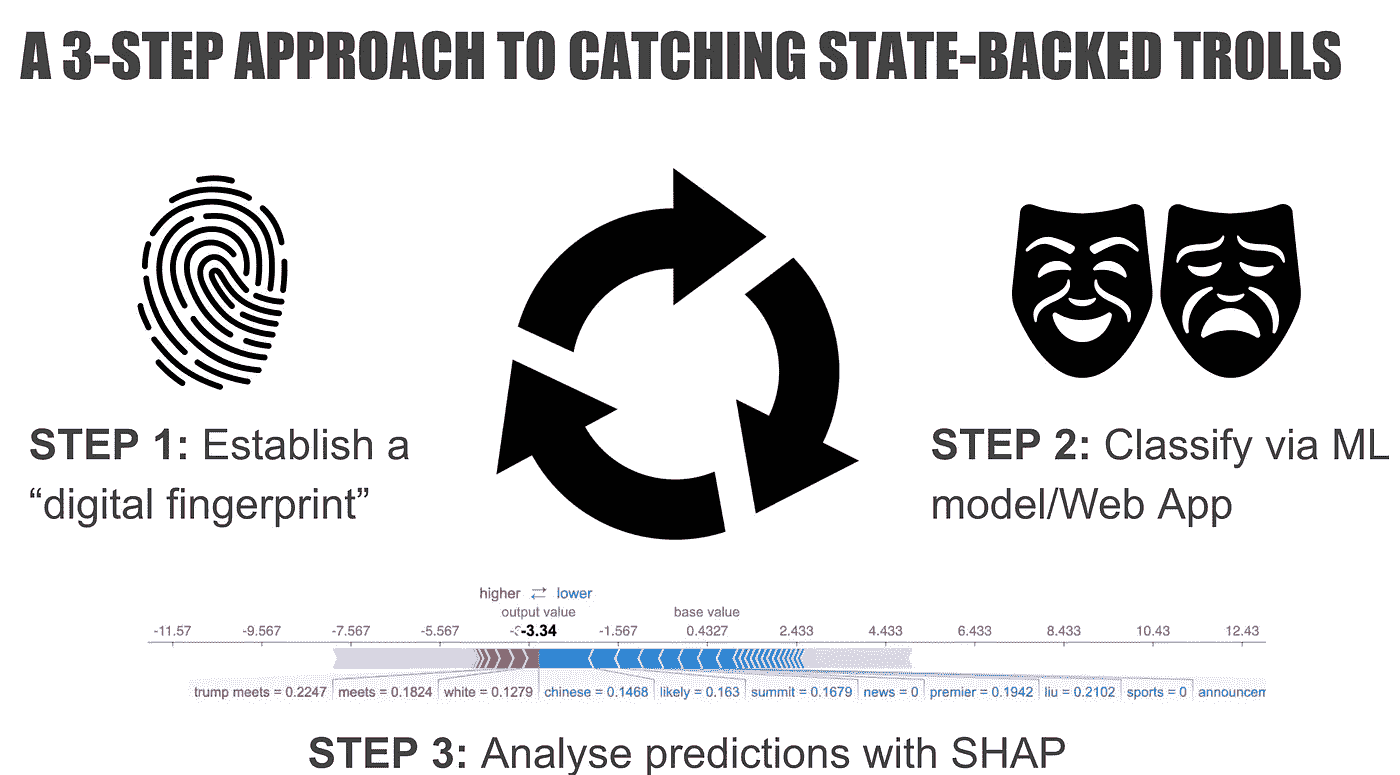 A 3-STEP APPROACH TO CATCHING STATE-BACKED TROLLS
STEP 1: Establish a
“digital fingerprint”
STEP 2: Classify via ML
model/Web App
higher ⇄ lower
output value base value
-11.57 -9.567 -7.567 -5.567 -3.34 -1.567 0.4327 2.433 4.433 6.433 8.433 10.43 12.43
trump meets = 0.2247 meets = 0.1824 white = 0.1279 chinese = 0.1468 likely = 0.163 summit = 0.1679 news = 0 premier = 0.1942 liu = 0.2102 sports = 0
STEP 3: Analyse predictions with SHAP